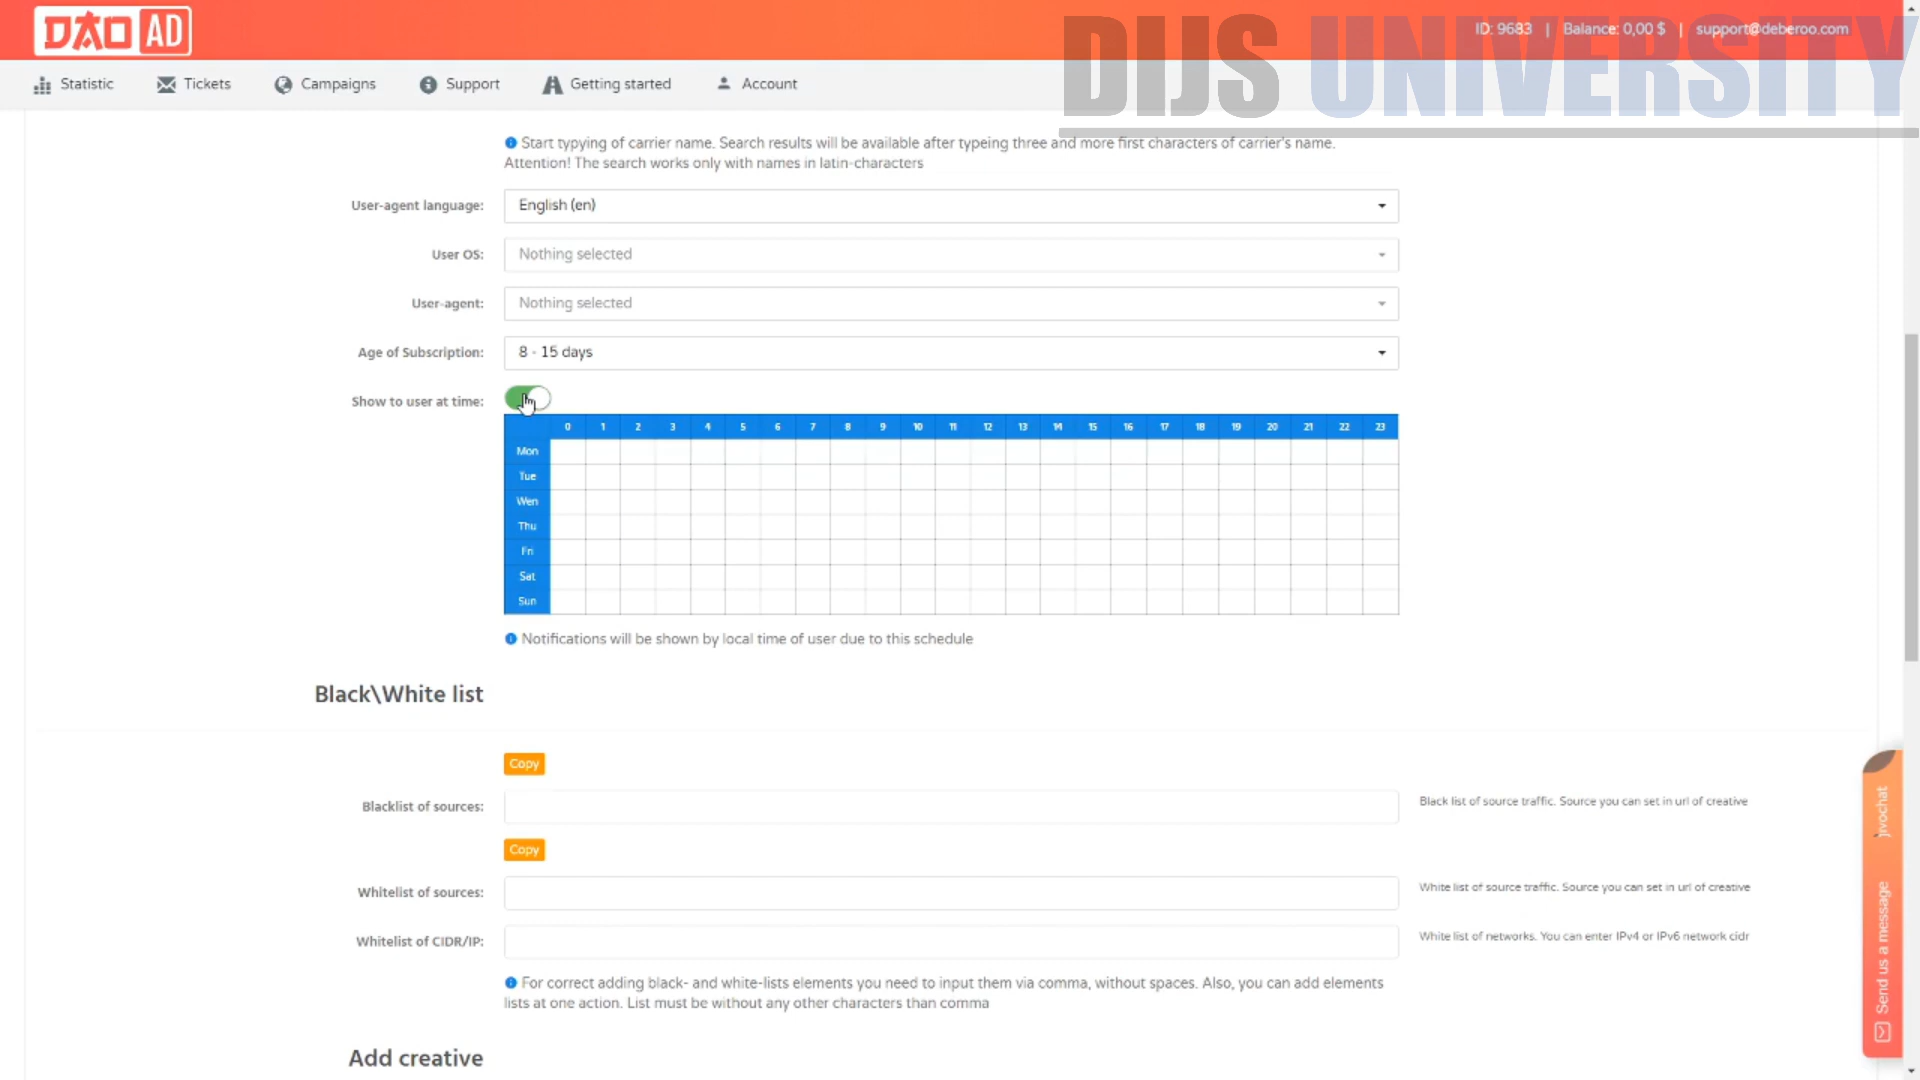 DAO AD
ID: 9683 | Balance: 0,00 $ | support@deberoo.com
DIJS UNIVERSITY
Statistic Tickets Campaigns Support Getting started Account
Start typying of carrier name. Search results will be available after typeing three and more first characters of carrier's name.
Attention! The search works only with names in latin-characters
User-agent language: English (en)
User OS: Nothing selected
User-agent: Nothing selected
Age of Subscription: 8 - 15 days
Show to user at time:
0 1 2 3 4 5 6 7 8 9 10 11 12 13 14 15 16 17 18 19 20 21 22 23
Mon
Tue
Wen
Thu
Fri
Sat
Sun
Notifications will be shown by local time of user due to this schedule
Black\White list
Copy
Blacklist of sources: Black list of source traffic. Source you can set in url of creative
Copy
Whitelist of sources: White list of source traffic. Source you can set in url of creative
Whitelist of CIDR/IP: White list of networks. You can enter IPv4 or IPv6 network cidr
For correct adding black- and white-lists elements you need to input them via comma, without spaces. Also, you can add elements
lists at one action. List must be without any other characters than comma
Add creative
Send us a message
jivochat